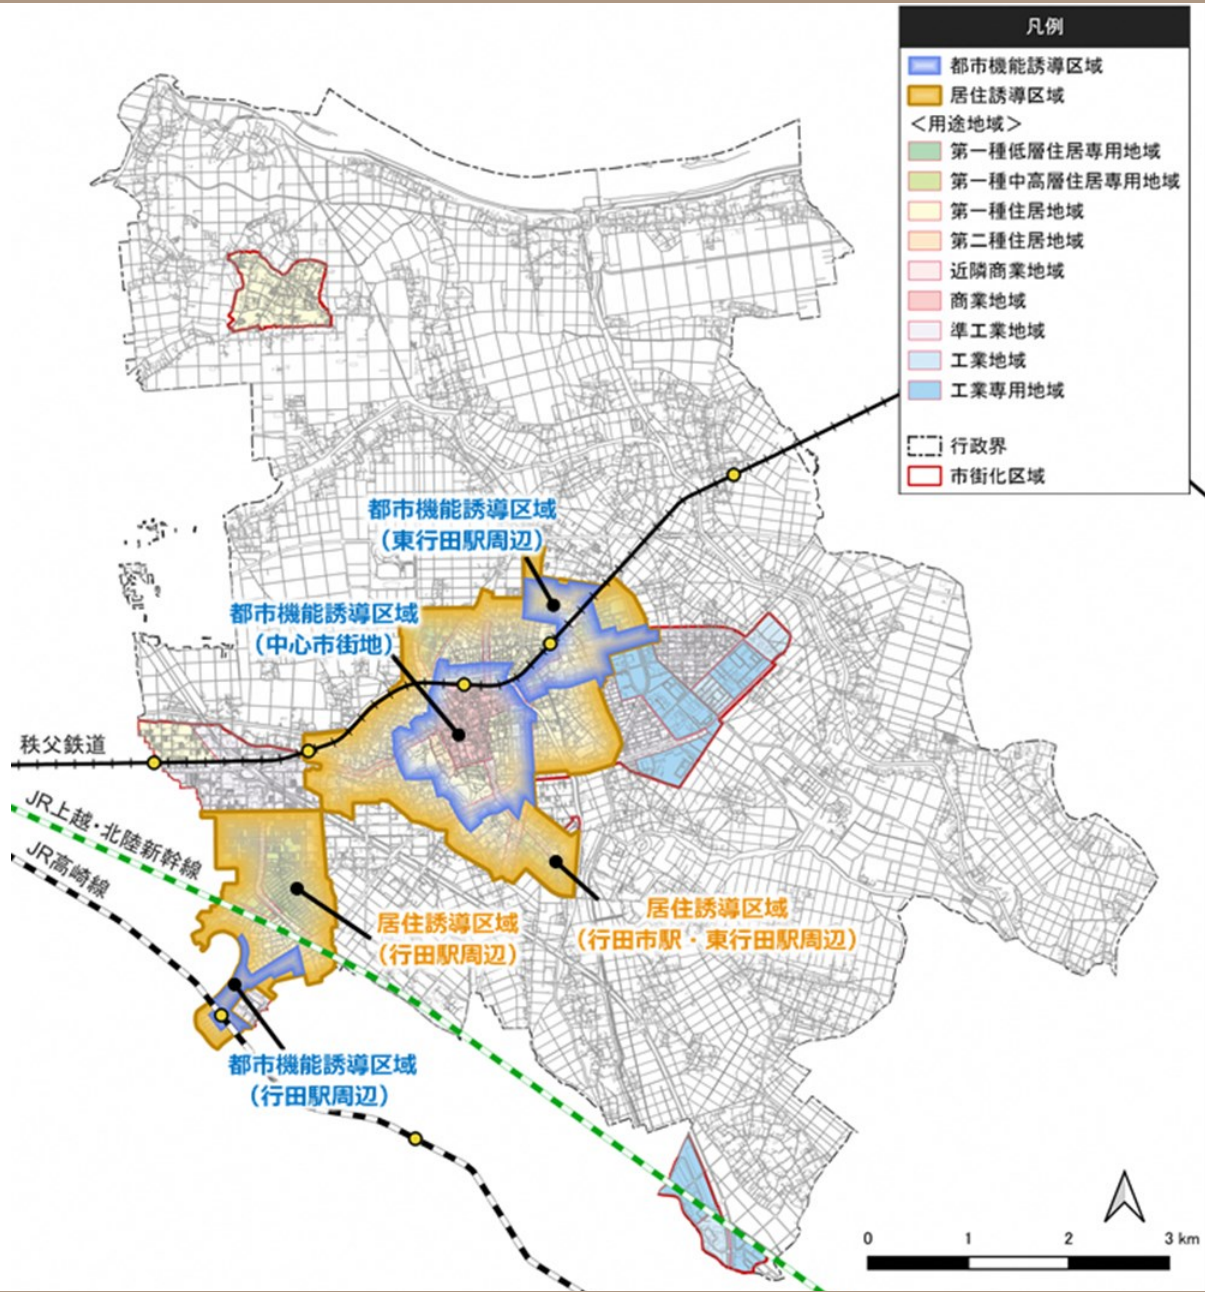 凡例
都市機能誘導区域
居住誘導区域
＜用途地域＞
第一種低層住居専用地域
第一種中高層住居専用地域
第一種住居地域
第二種住居地域
近隣商業地域
商業地域
準工業地域
工業地域
工業専用地域
行政界
市街化区域
都市機能誘導区域
（東行田駅周辺）
都市機能誘導区域
（中心市街地）
秩父鉄道
JR上越・北陸新幹線
JR高崎線
居住誘導区域
（行田駅周辺）
居住誘導区域
（行田市駅・東行田駅周辺）
都市機能誘導区域
（行田駅周辺）
0 1 2 3 km